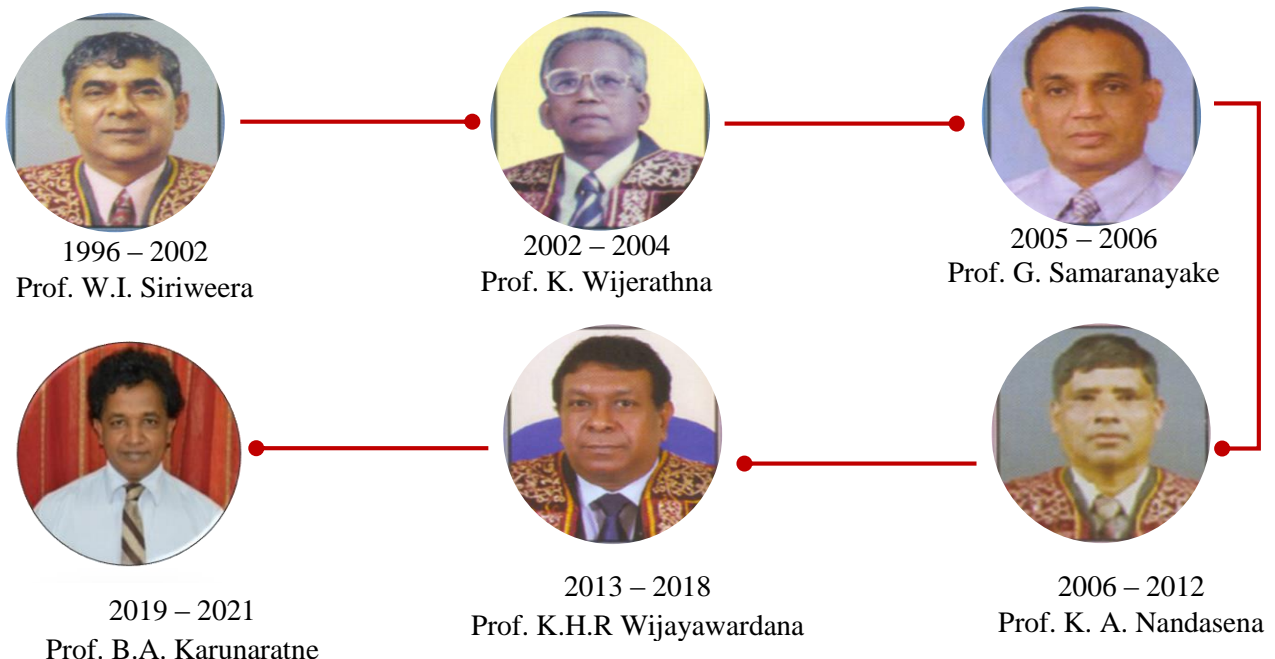 1996 – 2002
Prof. W.I. Siriweera
2002 – 2004
Prof. K. Wijerathna
2005 – 2006
Prof. G. Samaranayake
2006 – 2012
Prof. K. A. Nandasena
2013 – 2018
Prof. K.H.R Wijayawardana
2019 – 2021
Prof. B.A. Karunaratne